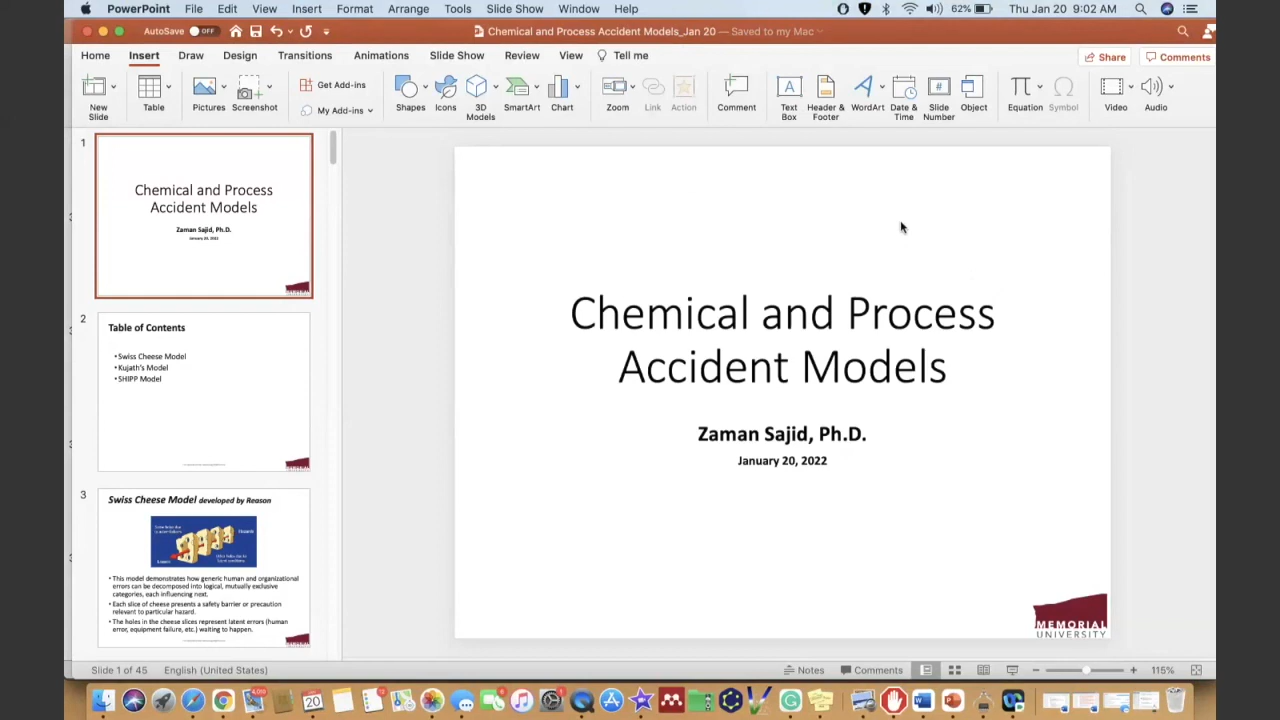 PowerPoint File Edit View Insert Format Arrange Tools Slide Show Window Help 62% Thu Jan 20 9:02 AM
AutoSave OFF Chemical and Process Accident Models_Jan 20 — Saved to my Mac
Home Insert Draw Design Transitions Animations Slide Show Review View Tell me Share Comments
New Slide
Table
Pictures
Screenshot
Get Add-ins
My Add-ins
Shapes
Icons
3D Models
SmartArt
Chart
Zoom
Link
Action
Comment
Text Box
Header & Footer
WordArt
Date & Time
Slide Number
Object
Equation
Symbol
Video
Audio
1
Chemical and Process
Accident Models
Zaman Sajid, Ph.D.
January 20, 2022
2
Table of Contents
•Swiss Cheese Model
•Kujath's Model
•SHIPP Model
3
Swiss Cheese Model developed by Reason
Hazards
Losses
• This model demonstrates how generic human and organizational
errors can be decomposed into logical, mutually exclusive
categories, each influencing next.
• Each slice of cheese presents a safety barrier or precaution
relevant to particular hazard.
• The holes in the cheese slices represent latent errors (human
error, equipment failure, etc.) waiting to happen.
Chemical and Process
Accident Models
Zaman Sajid, Ph.D.
January 20, 2022
MEMORIAL
UNIVERSITY
Slide 1 of 45 English (United States) Notes Comments 115%
20